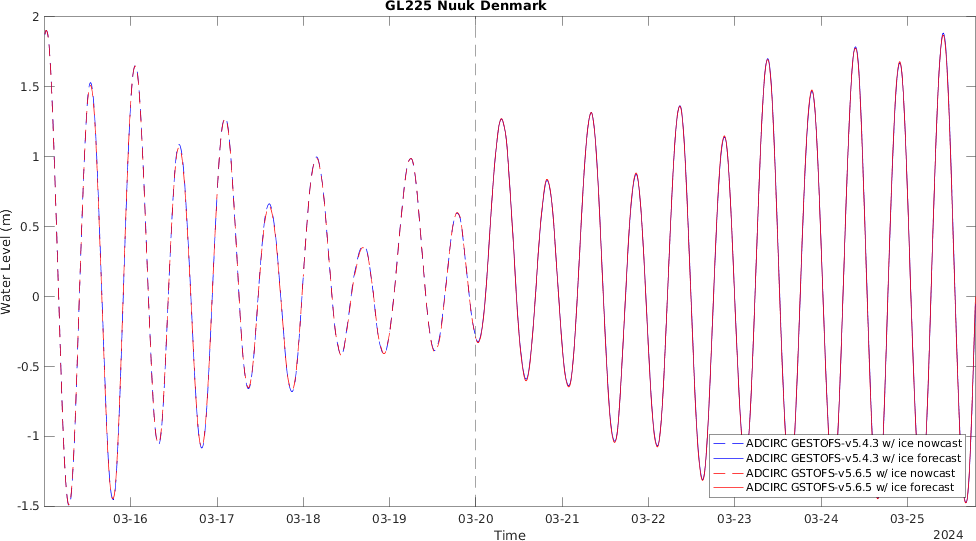 GL225 Nuuk Denmark
2
1.5
1
0.5
0
-0.5
-1
-1.5
Water Level (m)
ADCIRC GESTOFS-v5.4.3 w/ ice nowcast
ADCIRC GESTOFS-v5.4.3 w/ ice forecast
ADCIRC GSTOFS-v5.6.5 w/ ice nowcast
ADCIRC GSTOFS-v5.6.5 w/ ice forecast
03-16 03-17 03-18 03-19 03-20 03-21 03-22 03-23 03-24 03-25
Time
2024